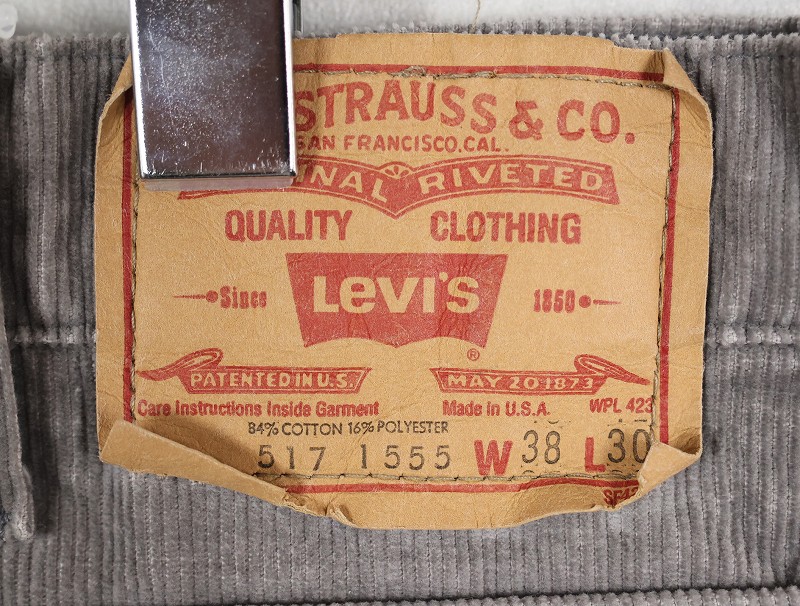 STRAUSS & CO.
SAN FRANCISCO, CAL.
NAL RIVETED
QUALITY CLOTHING
Levi's
®
Since 1850
PATENTED IN U.S. MAY 20 1873
Care Instructions Inside Garment Made in U.S.A. WPL 423
84% COTTON 16% POLYESTER
517 1555 W 38 L 30